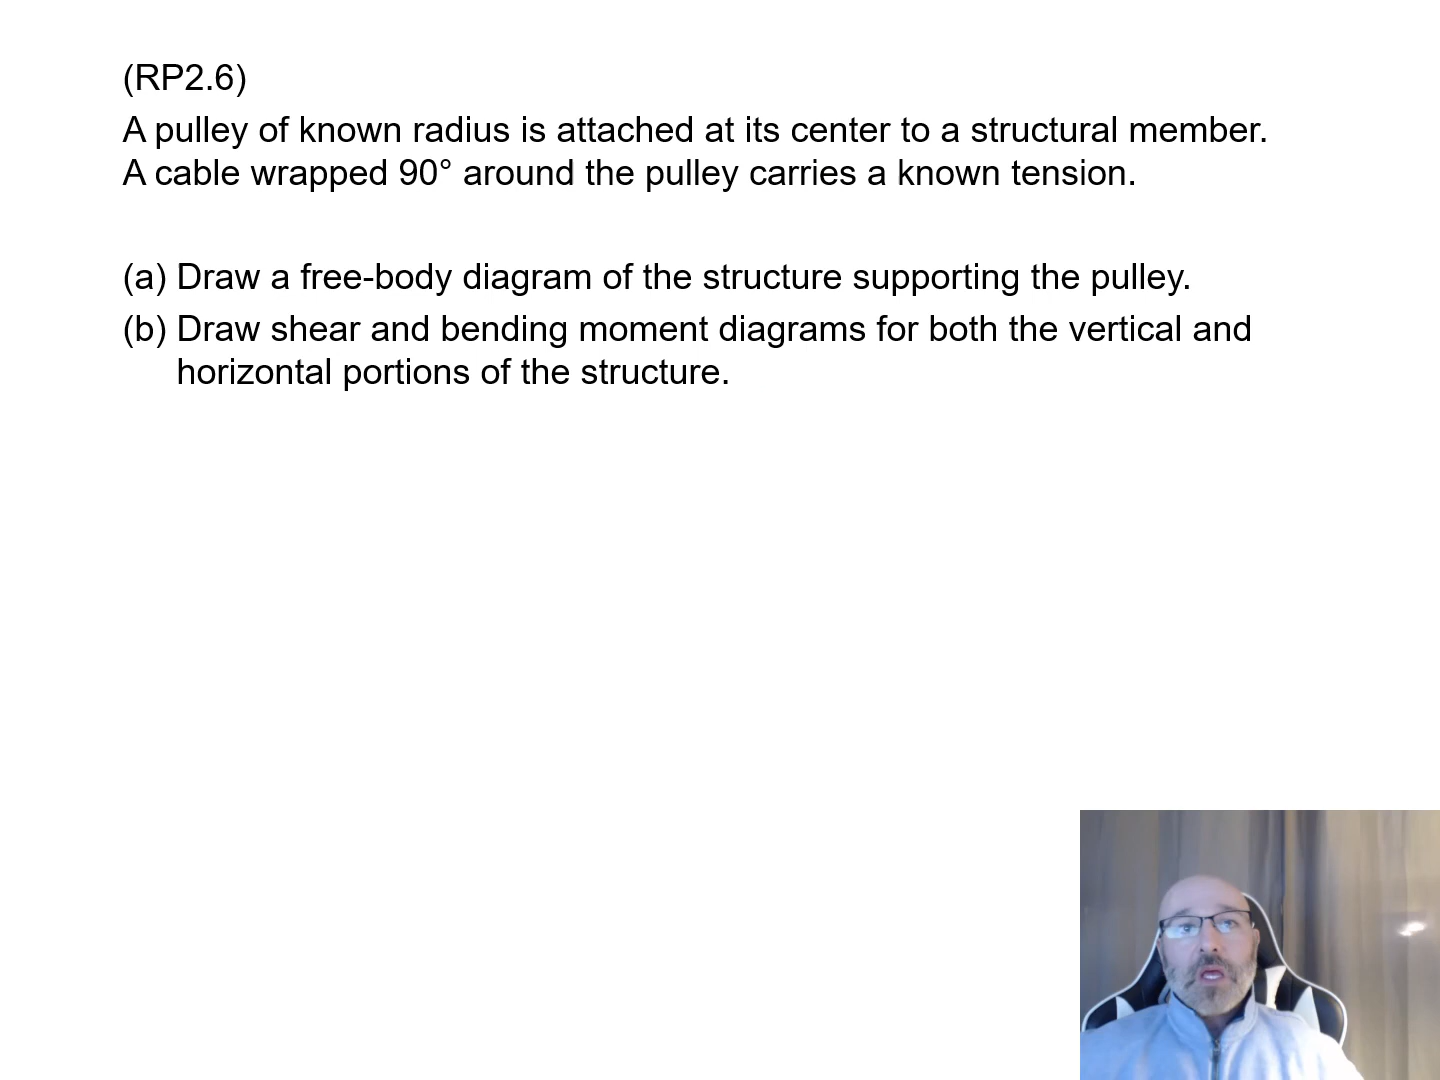 (RP2.6)
A pulley of known radius is attached at its center to a structural member.
A cable wrapped 90° around the pulley carries a known tension.
(a) Draw a free-body diagram of the structure supporting the pulley.
(b) Draw shear and bending moment diagrams for both the vertical and
horizontal portions of the structure.